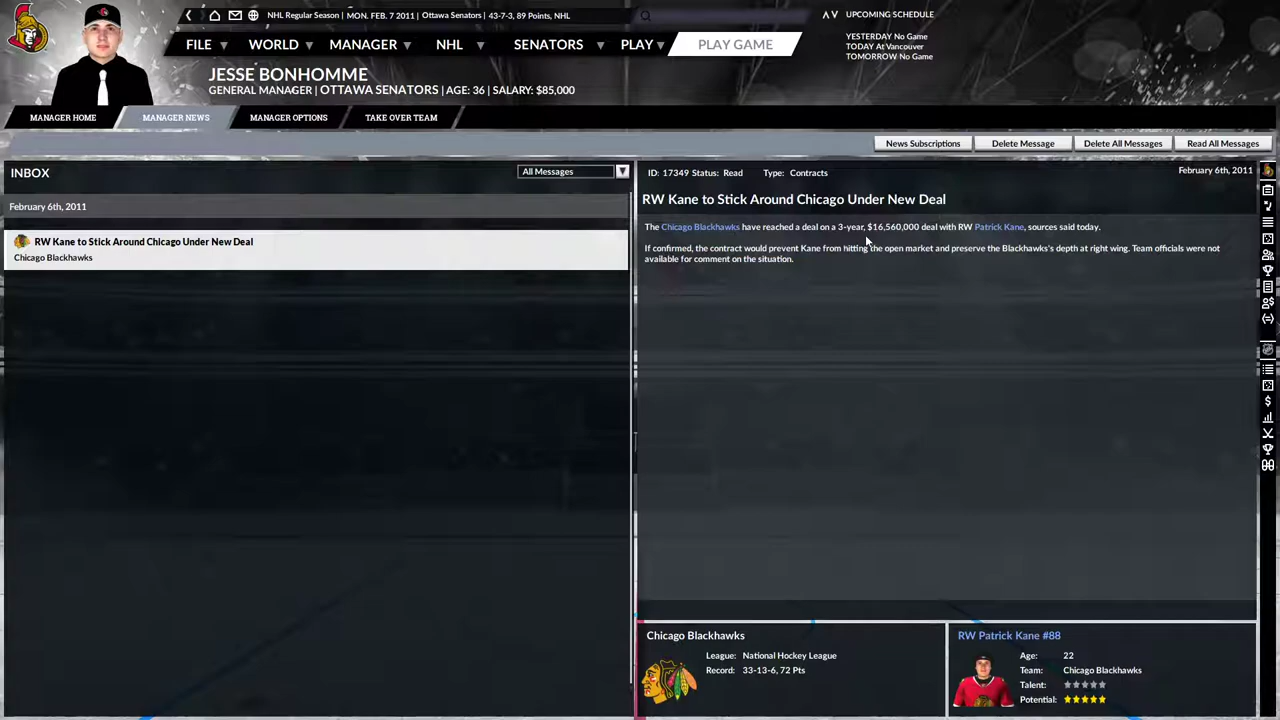 NHL Regular Season | MON. FEB. 7 2011 | Ottawa Senators | 43-7-3, 89 Points, NHL
UPCOMING SCHEDULE
YESTERDAY No Game
TODAY At Vancouver
TOMORROW No Game
FILE WORLD MANAGER NHL SENATORS PLAY PLAY GAME
JESSE BONHOMME
GENERAL MANAGER | OTTAWA SENATORS | AGE: 36 | SALARY: $85,000
MANAGER HOME MANAGER NEWS MANAGER OPTIONS TAKE OVER TEAM
News Subscriptions Delete Message Delete All Messages Read All Messages
INBOX
All Messages
February 6th, 2011
RW Kane to Stick Around Chicago Under New Deal
Chicago Blackhawks
ID: 17349 Status: Read Type: Contracts
February 6th, 2011
RW Kane to Stick Around Chicago Under New Deal
The Chicago Blackhawks have reached a deal on a 3-year, $16,560,000 deal with RW Patrick Kane, sources said today.
If confirmed, the contract would prevent Kane from hitting the open market and preserve the Blackhawks's depth at right wing. Team officials were not
available for comment on the situation.
Chicago Blackhawks
League: National Hockey League
Record: 33-13-6, 72 Pts
RW Patrick Kane #88
Age: 22
Team: Chicago Blackhawks
Talent:
Potential: